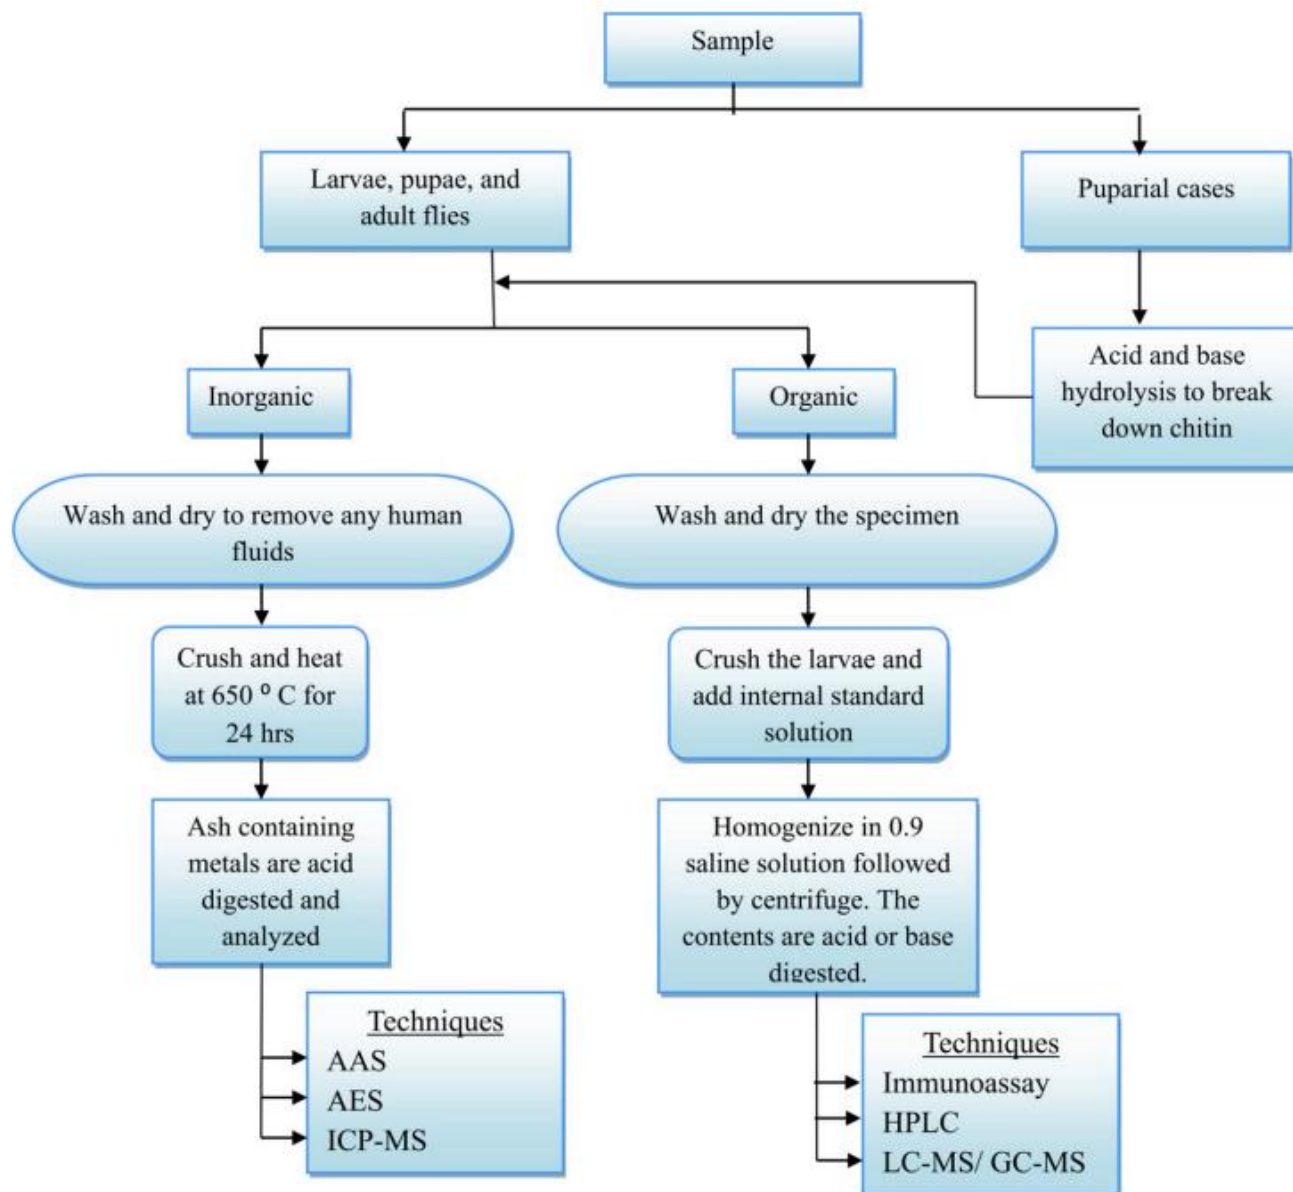 Sample
Larvae, pupae, and
adult flies
Puparial cases
Acid and base
hydrolysis to break
down chitin
Inorganic
Organic
Wash and dry to remove any human
fluids
Wash and dry the specimen
Crush and heat
at 650 ⁰ C for
24 hrs
Crush the larvae and
add internal standard
solution
Ash containing
metals are acid
digested and
analyzed
Homogenize in 0.9
saline solution followed
by centrifuge. The
contents are acid or base
digested.
Techniques
AAS
AES
ICP-MS
Techniques
Immunoassay
HPLC
LC-MS/ GC-MS